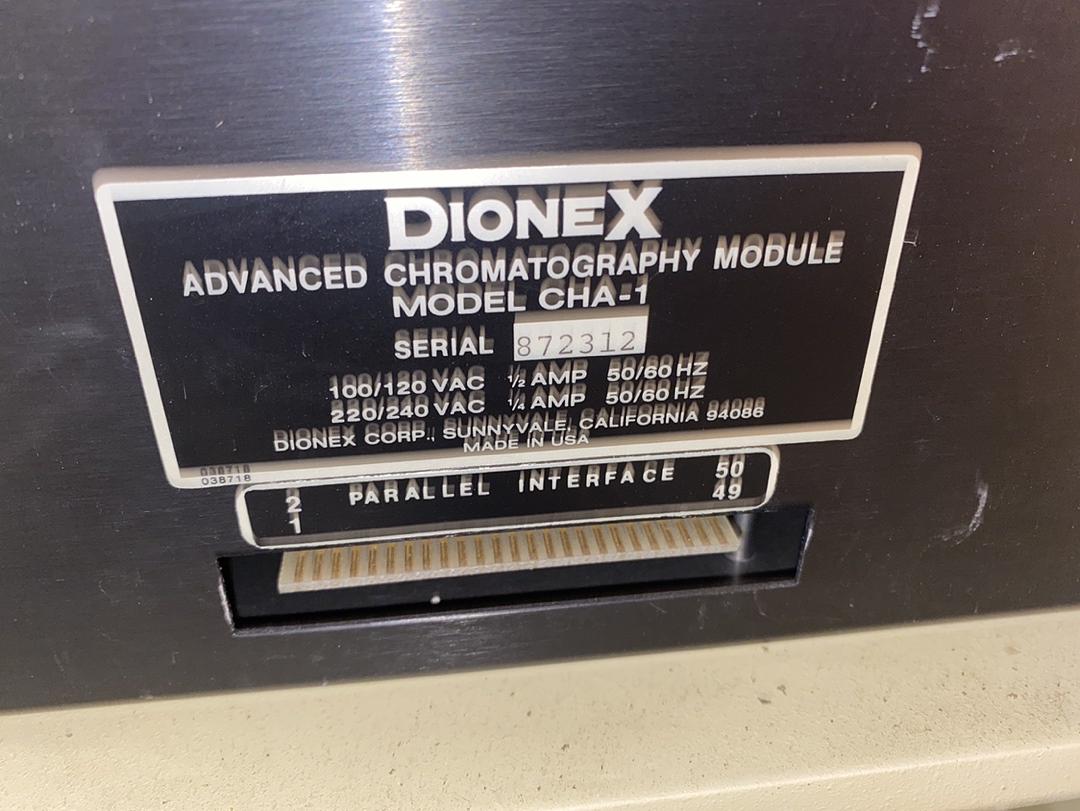 DIONEX
ADVANCED CHROMATOGRAPHY MODULE
MODEL CHA-1
SERIAL 872312
100/120 VAC ½ AMP 50/60 HZ
220/240 VAC ¼ AMP 50/60 HZ
DIONEX CORP., SUNNYVALE, CALIFORNIA 94086
MADE IN USA
038718
2 PARALLEL INTERFACE 50
1 49